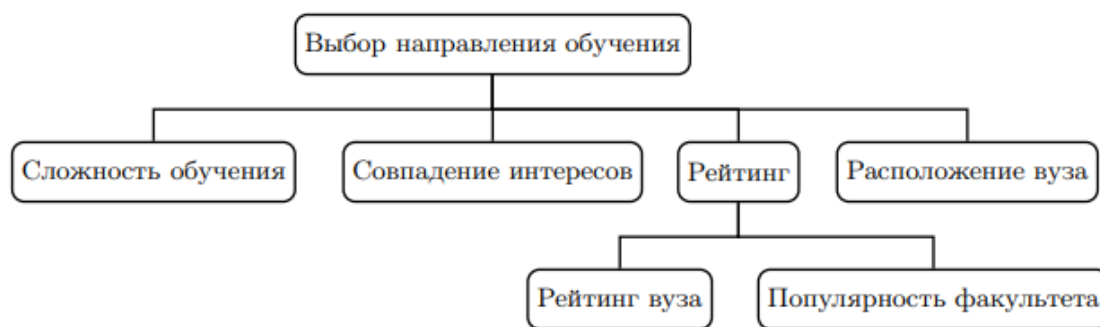 Выбор направления обучения
Сложность обучения
Совпадение интересов
Рейтинг
Расположение вуза
Рейтинг вуза
Популярность факультета